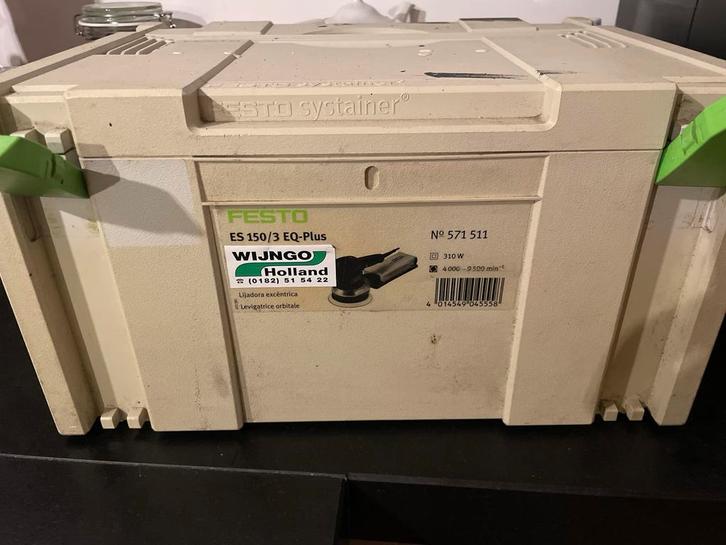 FESTO systainer®
FESTO
ES 150/3 EQ-Plus
Nº 571 511
WIJNGO
Holland
☎ (0182) 51 54 22
310 W
4 000 – 9 500 min⁻¹
Lijadora excéntrica
Levigatrice orbitale
4 014549 045558